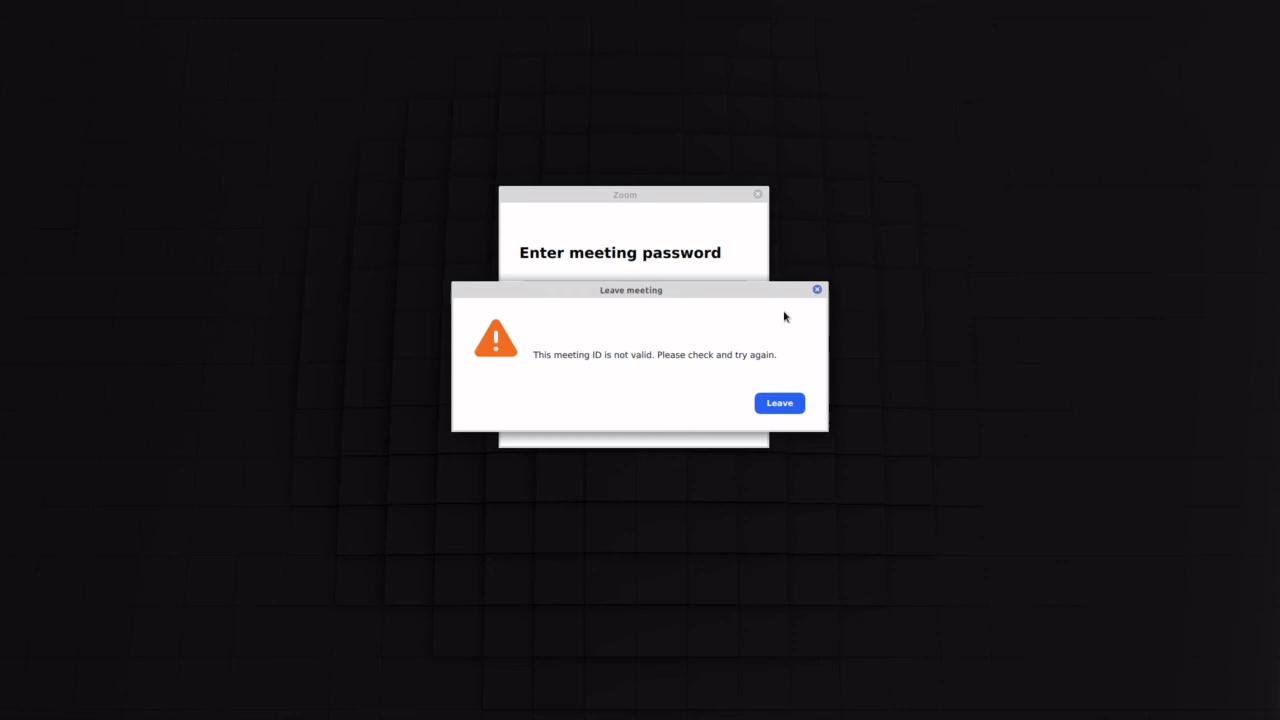 Zoom
Enter meeting password
Leave meeting
This meeting ID is not valid. Please check and try again.
Leave